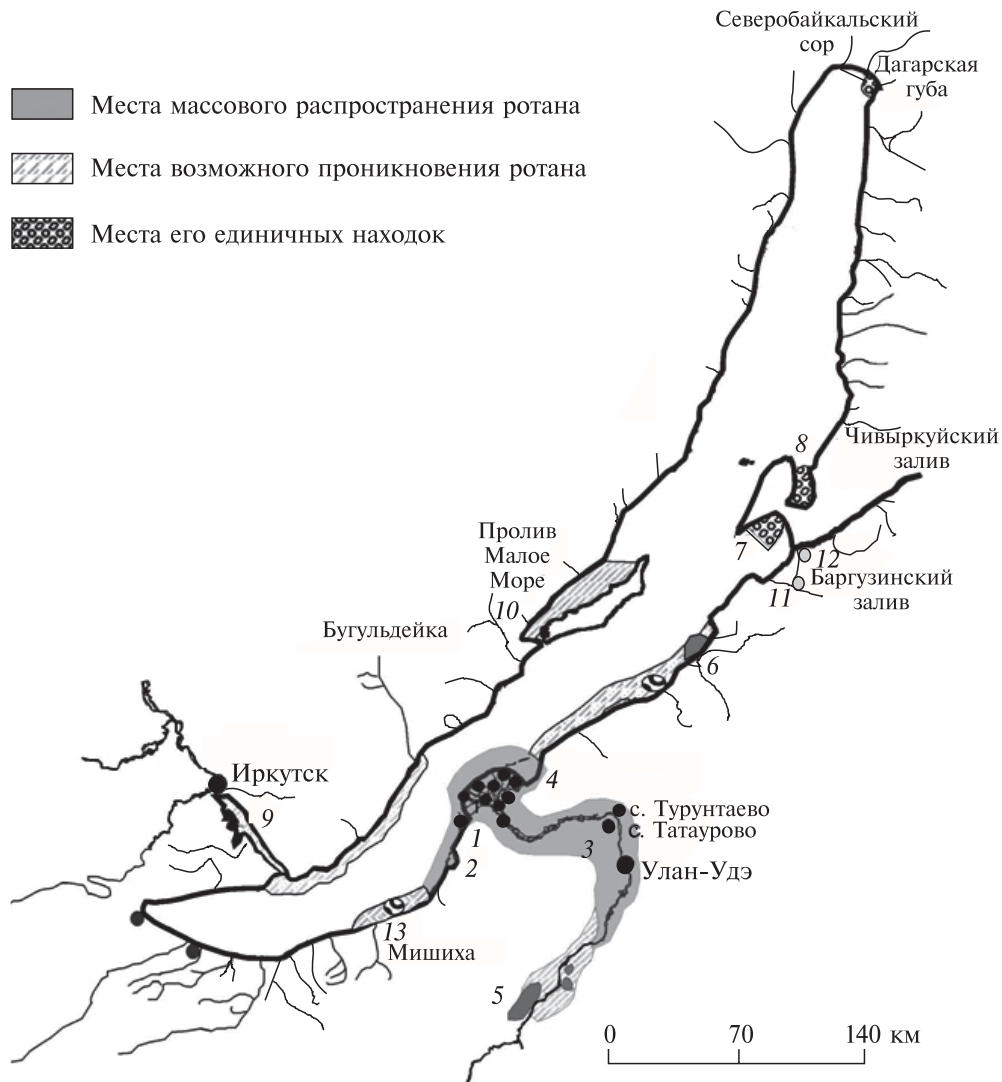 Северобайкальский
сор
Дагарская
губа
Места массового распространения ротана
Места возможного проникновения ротана
Места его единичных находок
8
Чивыркуйский
залив
Пролив
Малое
Море
10
7
12
Баргузинский
11
залив
Бугульдейка
6
Иркутск
4
9
1
с. Турунтаево
с. Татаурово
2
3
Улан-Удэ
13
Мишиха
5
0 70 140 км